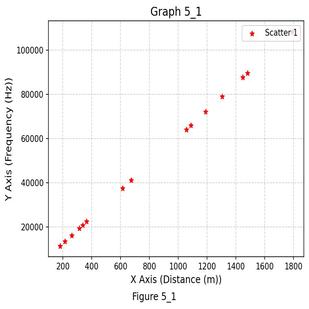 Graph 5_1
Scatter 1
Y Axis (Frequency (Hz))
100000
80000
60000
40000
20000
200 400 600 800 1000 1200 1400 1600 1800
X Axis (Distance (m))
Figure 5_1